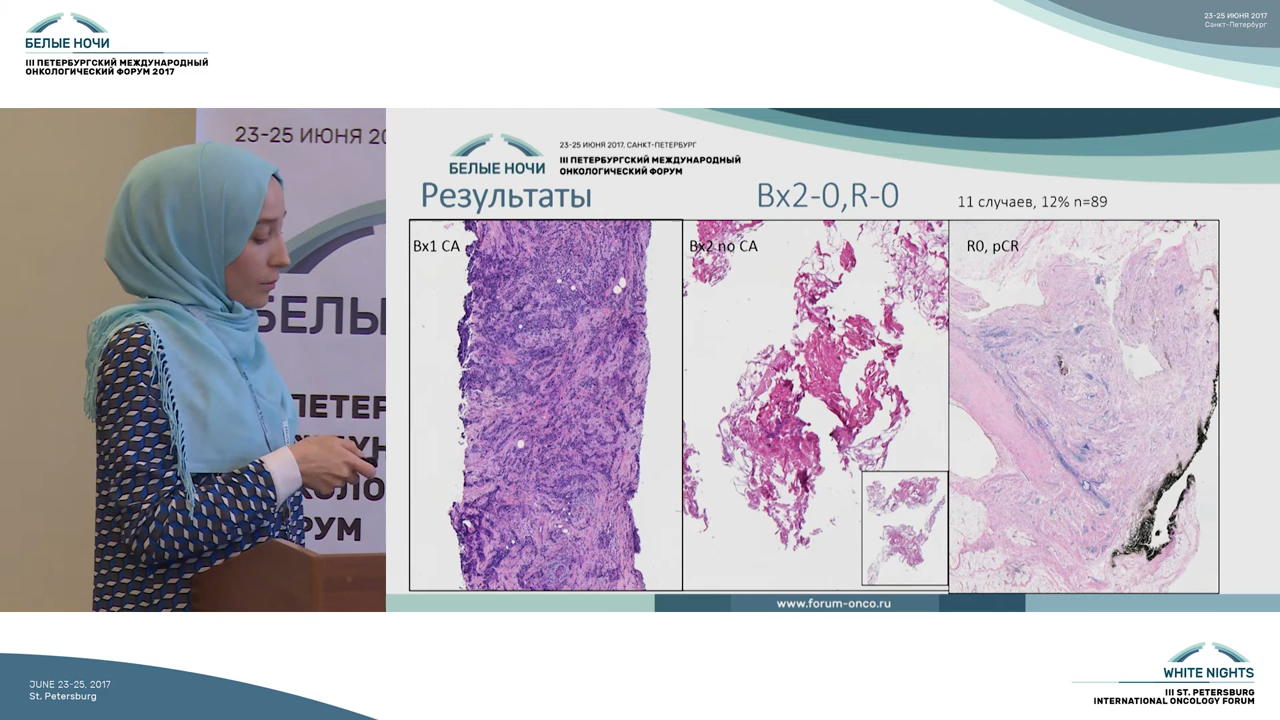 БЕЛЫЕ НОЧИ
III ПЕТЕРБУРГСКИЙ МЕЖДУНАРОДНЫЙ
ОНКОЛОГИЧЕСКИЙ ФОРУМ 2017
23-25 ИЮНЯ 2017
Санкт-Петербург
23-25 ИЮНЯ 20
БЕЛЫ
ПЕТЕР
ЖДУН
КОЛО
РУМ
БЕЛЫЕ НОЧИ
23-25 ИЮНЯ 2017, САНКТ-ПЕТЕРБУРГ
III ПЕТЕРБУРГСКИЙ МЕЖДУНАРОДНЫЙ
ОНКОЛОГИЧЕСКИЙ ФОРУМ
Результаты
Bx2-0,R-0
11 случаев, 12% n=89
Bx1 CA
Bx2 no CA
R0, pCR
www.forum-onco.ru
JUNE 23-25, 2017
St. Petersburg
WHITE NIGHTS
III ST. PETERSBURG
INTERNATIONAL ONCOLOGY FORUM